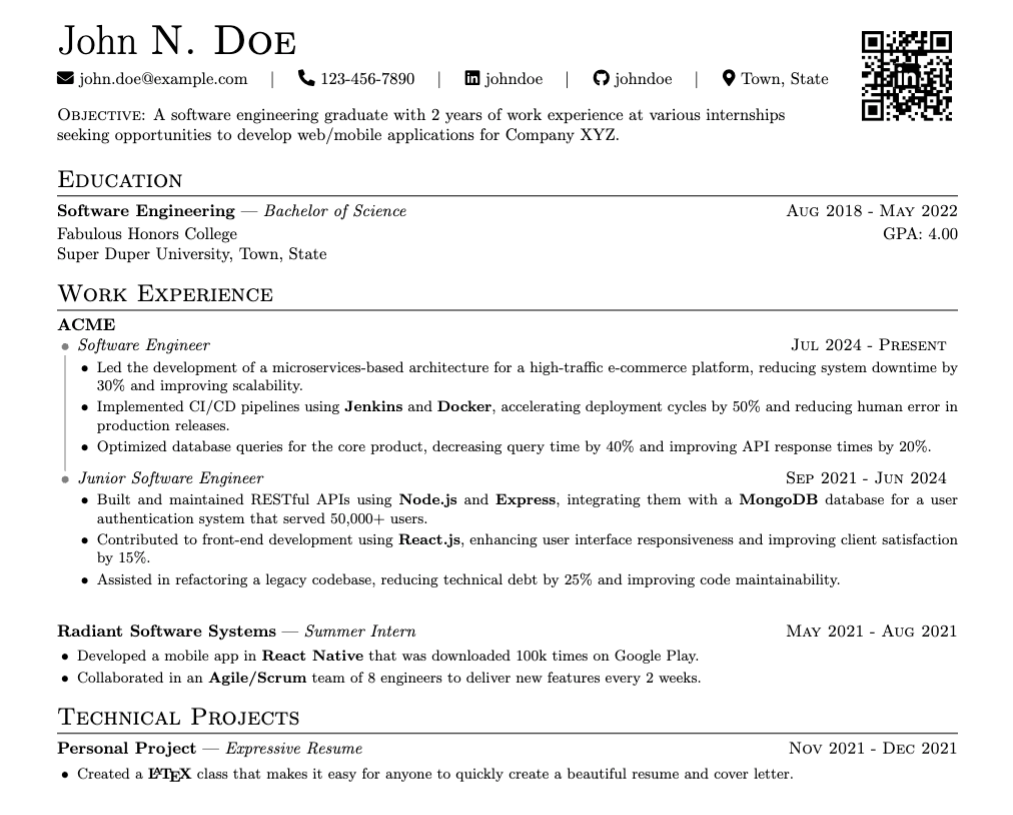 John N. Doe
john.doe@example.com | 123-456-7890 | johndoe | johndoe | Town, State
Objective: A software engineering graduate with 2 years of work experience at various internships
seeking opportunities to develop web/mobile applications for Company XYZ.
Education
Software Engineering — Bachelor of Science Aug 2018 - May 2022
Fabulous Honors College GPA: 4.00
Super Duper University, Town, State
Work Experience
ACME
• Software Engineer Jul 2024 - Present
• Led the development of a microservices-based architecture for a high-traffic e-commerce platform, reducing system downtime by
30% and improving scalability.
• Implemented CI/CD pipelines using Jenkins and Docker, accelerating deployment cycles by 50% and reducing human error in
production releases.
• Optimized database queries for the core product, decreasing query time by 40% and improving API response times by 20%.
• Junior Software Engineer Sep 2021 - Jun 2024
• Built and maintained RESTful APIs using Node.js and Express, integrating them with a MongoDB database for a user
authentication system that served 50,000+ users.
• Contributed to front-end development using React.js, enhancing user interface responsiveness and improving client satisfaction
by 15%.
• Assisted in refactoring a legacy codebase, reducing technical debt by 25% and improving code maintainability.
Radiant Software Systems — Summer Intern May 2021 - Aug 2021
• Developed a mobile app in React Native that was downloaded 100k times on Google Play.
• Collaborated in an Agile/Scrum team of 8 engineers to deliver new features every 2 weeks.
Technical Projects
Personal Project — Expressive Resume Nov 2021 - Dec 2021
• Created a LATEX class that makes it easy for anyone to quickly create a beautiful resume and cover letter.